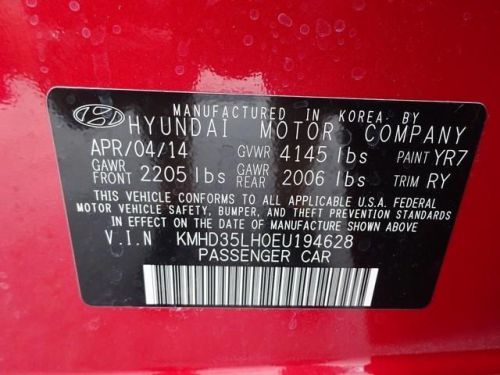 MANUFACTURED IN KOREA BY
HYUNDAI MOTOR COMPANY
APR/04/14 GVWR 4145 lbs PAINT YR7
GAWR FRONT 2205 lbs GAWR REAR 2006 lbs TRIM RY
THIS VEHICLE CONFORMS TO ALL APPLICABLE U.S.A. FEDERAL
MOTOR VEHICLE SAFETY, BUMPER, AND THEFT PREVENTION STANDARDS
IN EFFECT ON THE DATE OF MANUFACTURE SHOWN ABOVE
V.I.N KMHD35LH0EU194628
PASSENGER CAR